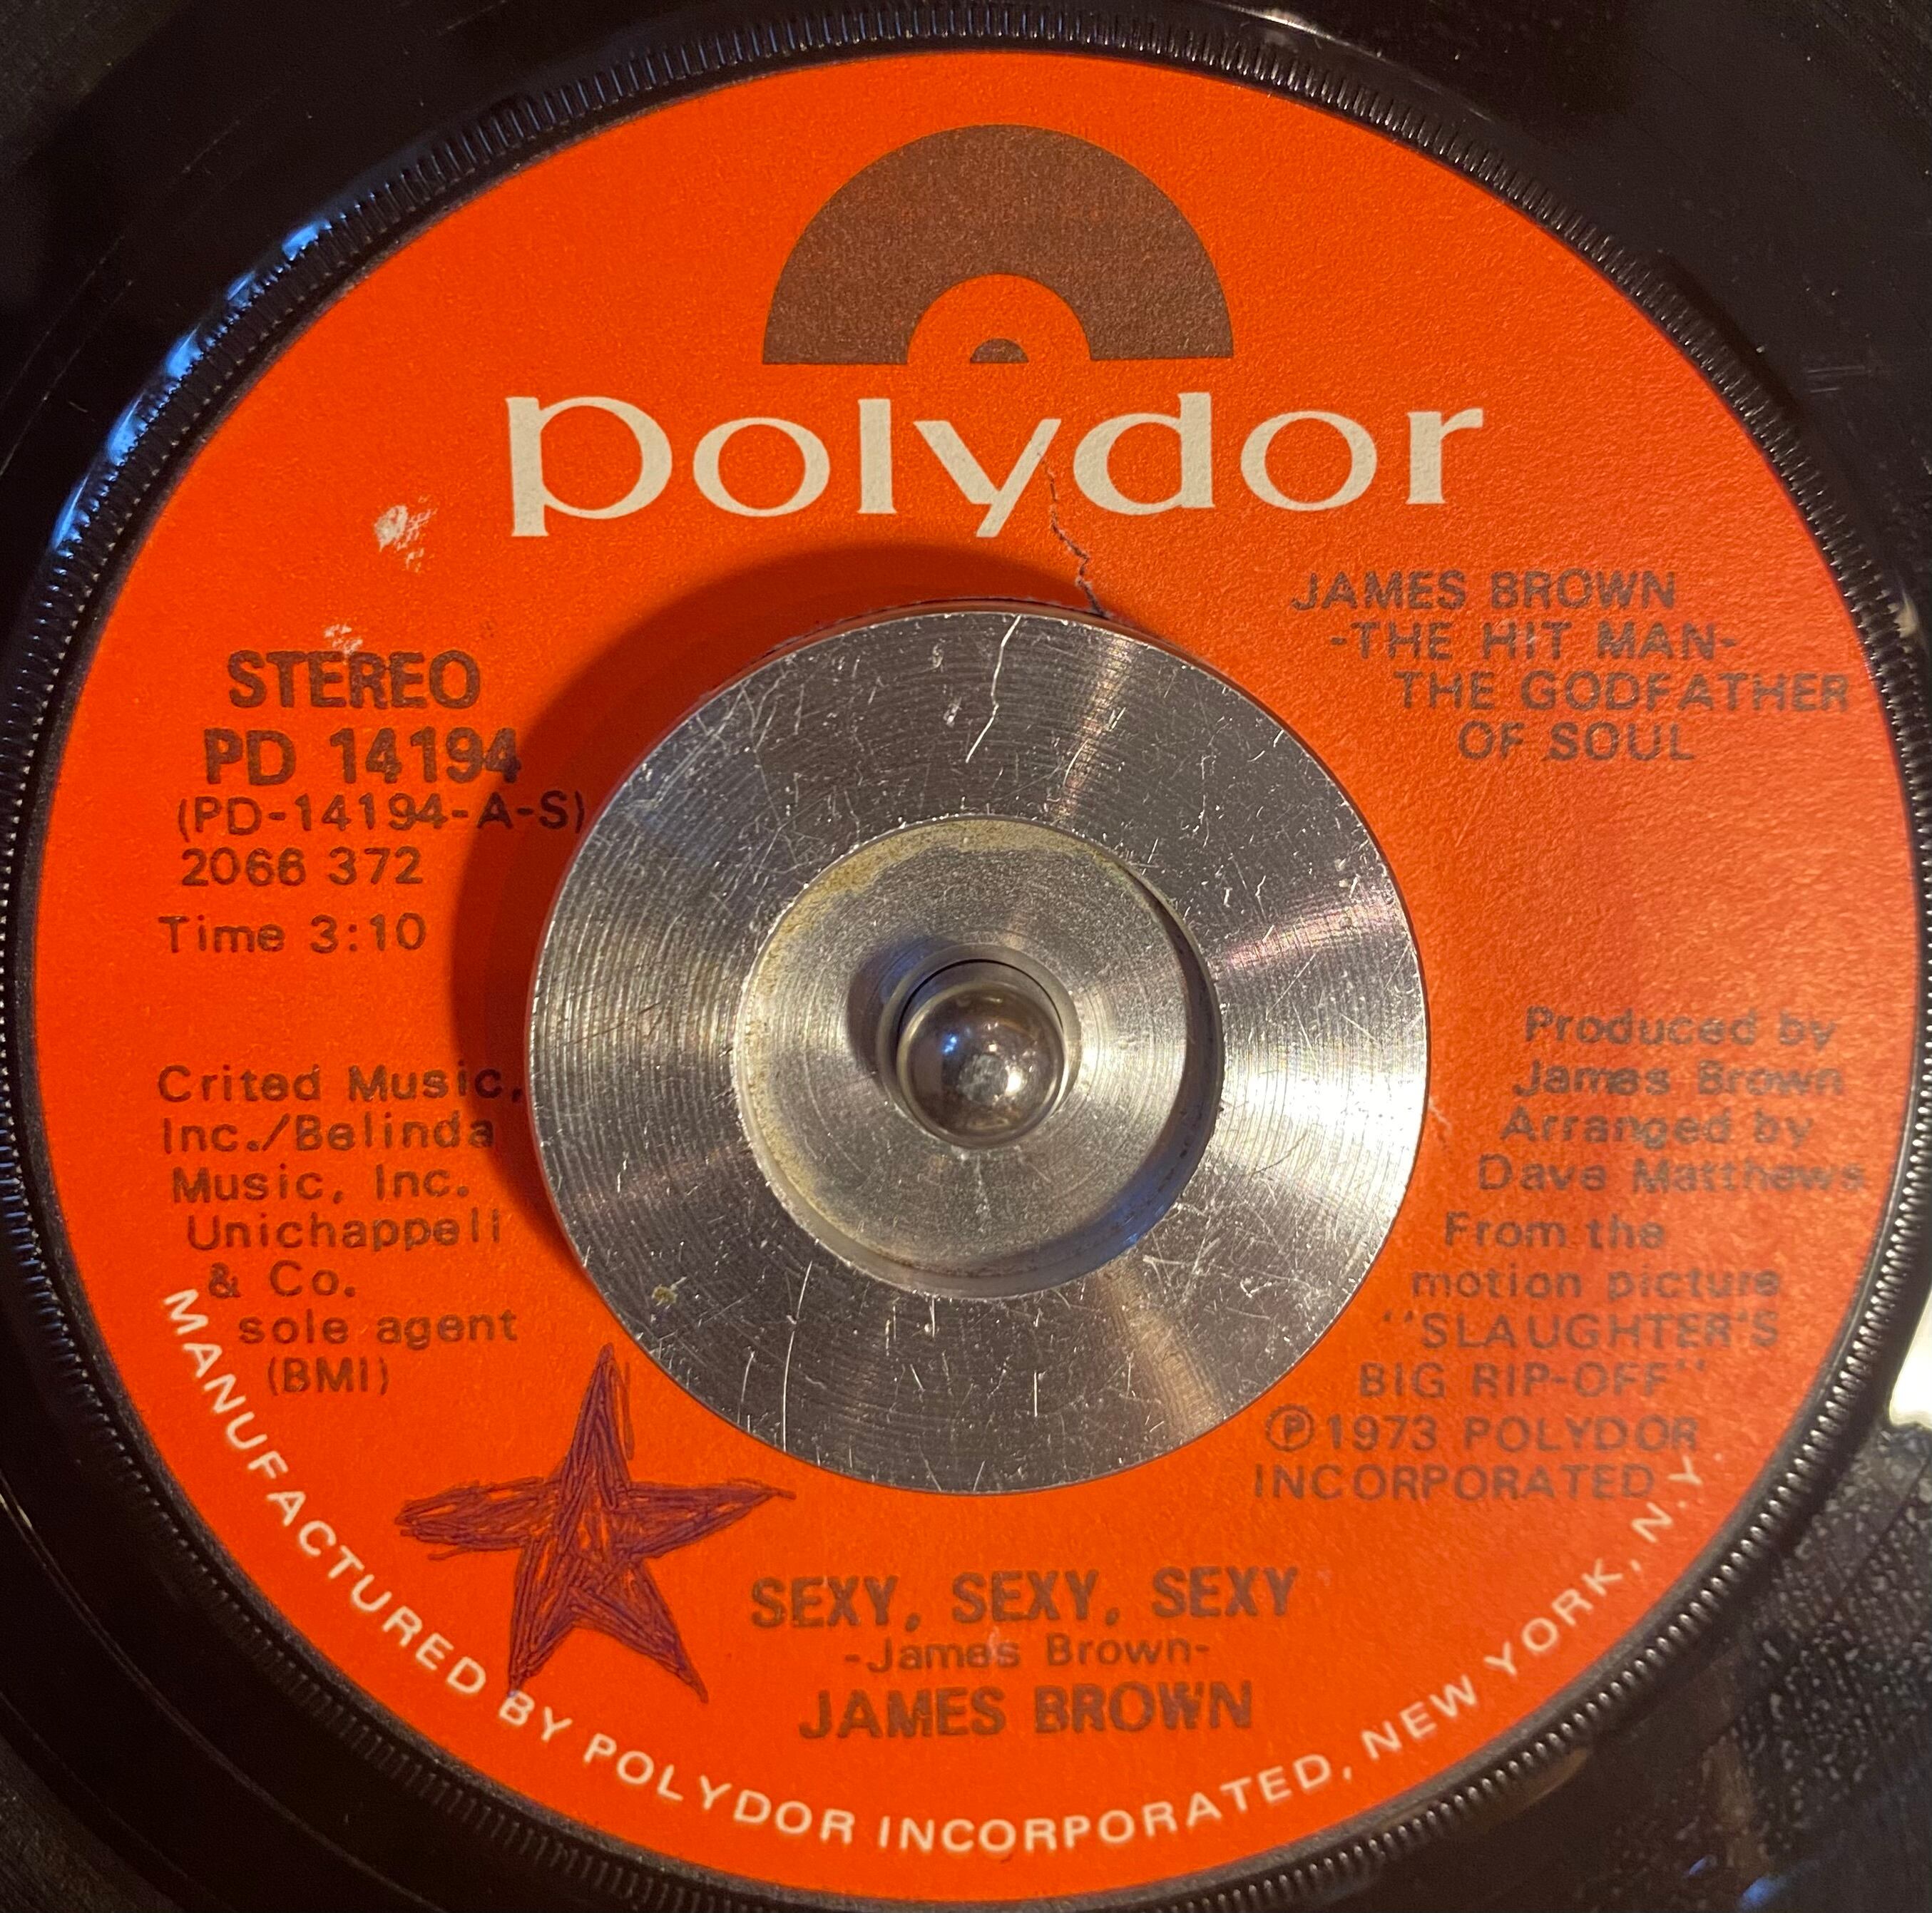 polydor
JAMES BROWN
-THE HIT MAN-
THE GODFATHER
OF SOUL
STEREO
PD 14194
(PD-14194-A-S)
2066 372
Time 3:10
Crited Music,
Inc./Belinda
Music, Inc.
Unichappell
& Co.
sole agent
(BMI)
Produced by
James Brown
Arranged by
Dave Matthews
From the
motion picture
"SLAUGHTER'S
BIG RIP-OFF"
℗1973 POLYDOR
INCORPORATED
SEXY, SEXY, SEXY
-James Brown-
JAMES BROWN
MANUFACTURED BY POLYDOR INCORPORATED, NEW YORK, N.Y.